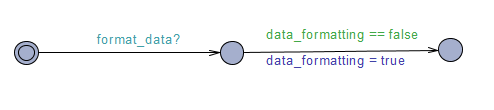 format_data?
data_formatting == false
data_formatting = true